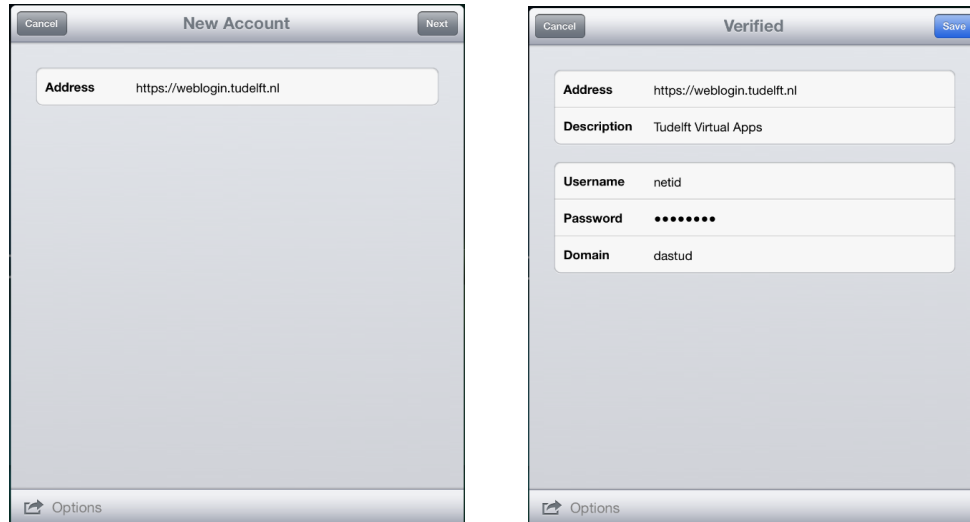 Cancel New Account Next
Address https://weblogin.tudelft.nl
Options
Cancel Verified Save
Address https://weblogin.tudelft.nl
Description Tudelft Virtual Apps
Username netid
Password ●●●●●●●●
Domain dastud
Options